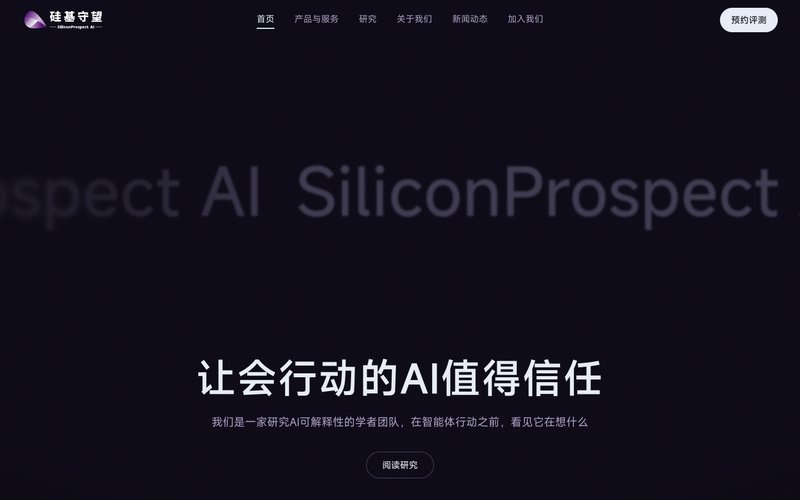 硅基守望
SiliconProspect AI
首页
产品与服务
研究
关于我们
新闻动态
加入我们
预约评测
ospect AI SiliconProspect
让会行动的AI值得信任
我们是一家研究AI可解释性的学者团队，在智能体行动之前，看见它在想什么
阅读研究